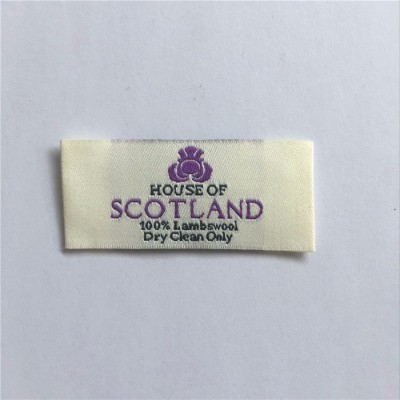 HOUSE OF
SCOTLAND
100% Lambswool
Dry Clean Only